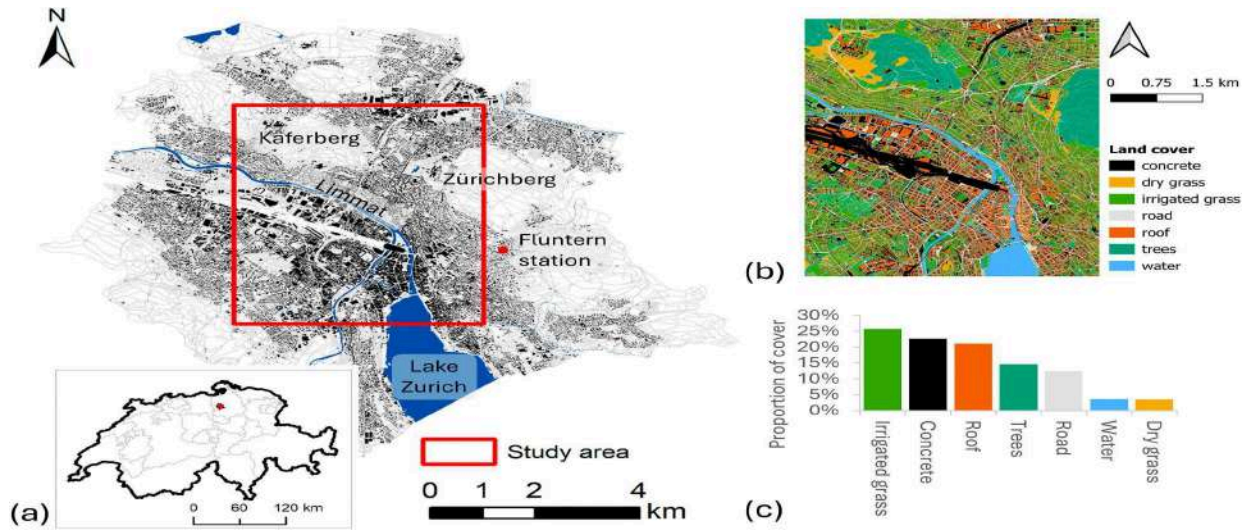 N
Käferberg
Limmat
Zürichberg
Fluntern
station
Lake
Zurich
Study area
0 1 2 4
km
0 60 120 km
(a)
0 0.75 1.5 km
Land cover
concrete
dry grass
irrigated grass
road
roof
trees
water
(b)
Proportion of cover
30%
25%
20%
15%
10%
5%
0%
Irrigated grass
Concrete
Roof
Trees
Road
Water
Dry grass
(c)